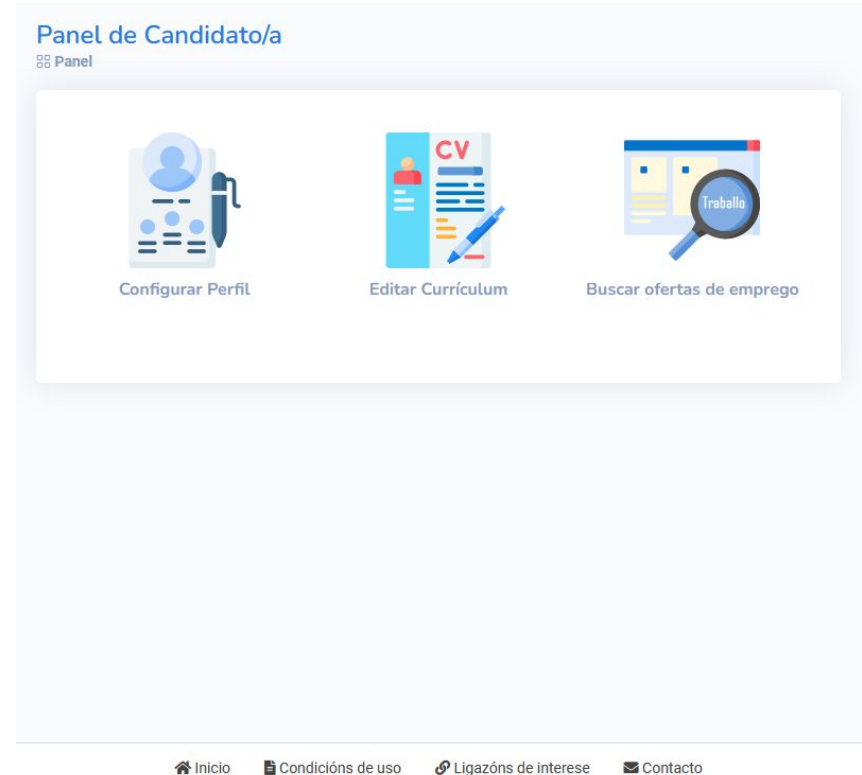 Panel de Candidato/a
Panel
CV
Traballo
Configurar Perfil
Editar Currículum
Buscar ofertas de emprego
Inicio
Condicións de uso
Ligazóns de interese
Contacto